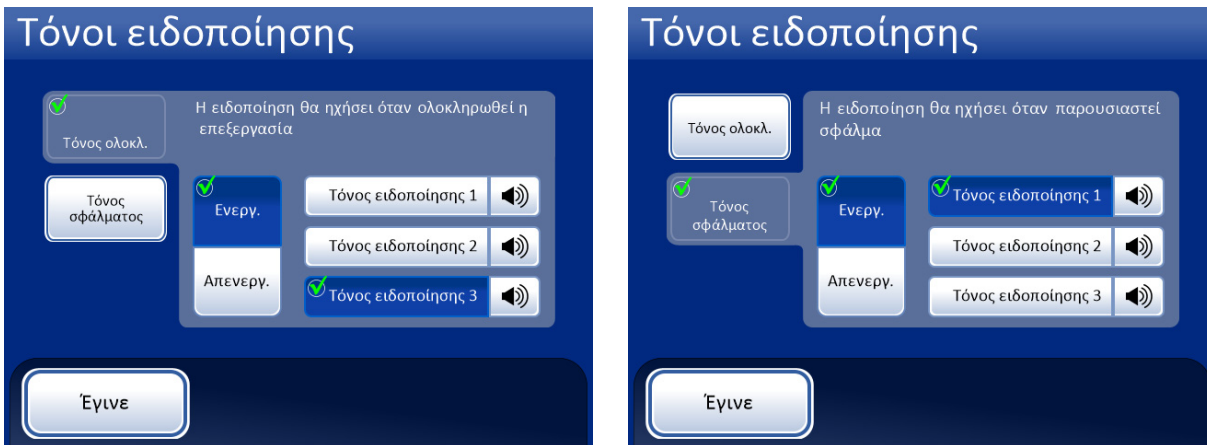 Τόνοι ειδοποίησης
Τόνος ολοκλ.
Η ειδοποίηση θα ηχήσει όταν ολοκληρωθεί η
επεξεργασία
Τόνος
σφάλματος
Ενεργ.
Απενεργ.
Τόνος ειδοποίησης 1
Τόνος ειδοποίησης 2
Τόνος ειδοποίησης 3
Έγινε
Τόνοι ειδοποίησης
Τόνος ολοκλ.
Η ειδοποίηση θα ηχήσει όταν παρουσιαστεί
σφάλμα
Τόνος
σφάλματος
Ενεργ.
Απενεργ.
Τόνος ειδοποίησης 1
Τόνος ειδοποίησης 2
Τόνος ειδοποίησης 3
Έγινε